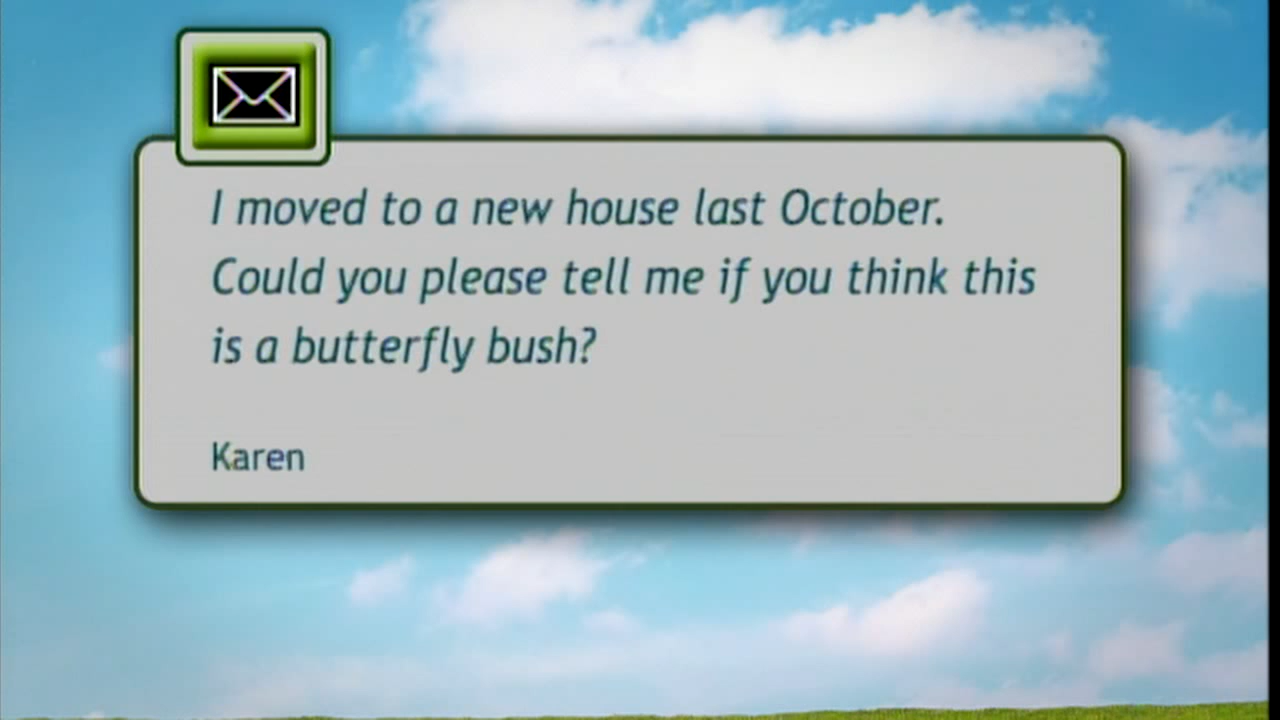 I moved to a new house last October.
Could you please tell me if you think this
is a butterfly bush?
Karen